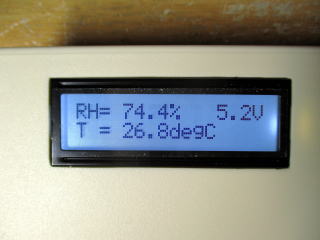 RH= 74.4% 5.2V
T = 26.8degC